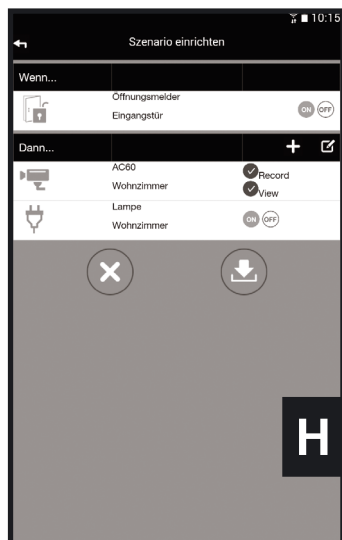 10:15
Szenario einrichten
Wenn...
Öffnungsmelder
Eingangstür
ON OFF
Dann...
AC60
Wohnzimmer
Record
View
Lampe
Wohnzimmer
ON OFF
H